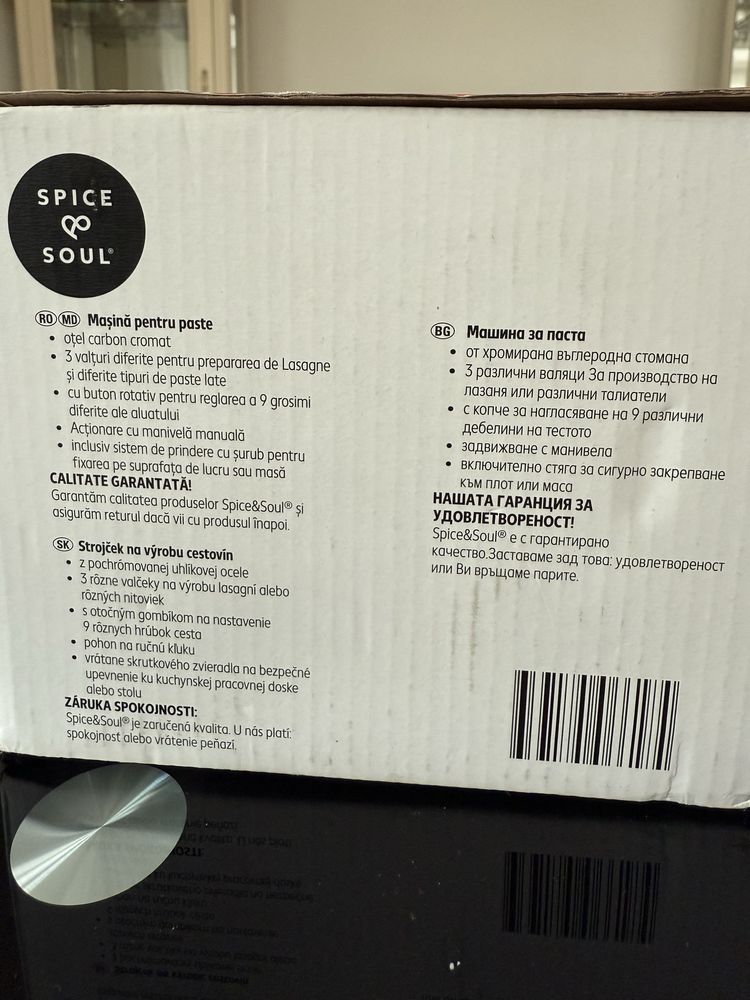 SPICE
&
SOUL®
RO MD Mașină pentru paste
• oțel carbon cromat
• 3 valțuri diferite pentru prepararea de Lasagne
și diferite tipuri de paste late
• cu buton rotativ pentru reglarea a 9 grosimi
diferite ale aluatului
• Acționare cu manivelă manuală
• inclusiv sistem de prindere cu șurub pentru
fixarea pe suprafața de lucru sau masă
CALITATE GARANTATĂ!
Garantăm calitatea produselor Spice&Soul® și
asigurăm returul dacă vii cu produsul înapoi.
SK Strojček na výrobu cestovín
• z pochrómovanej uhlíkovej ocele
• 3 rôzne valčeky na výrobu lasagní alebo
rôznych nitoviek
• s otočným gombíkom na nastavenie
9 rôznych hrúbok cesta
• pohon na ručnú kľuku
• vrátane skrutkového zvieradla na bezpečné
upevnenie ku kuchynskej pracovnej doske
alebo stolu
ZÁRUKA SPOKOJNOSTI:
Spice&Soul® je zaručená kvalita. U nás platí:
spokojnosť alebo vrátenie peňazí.
BG Машина за паста
• от хромирана въглеродна стомана
• 3 различни валяци За производство на
лазаня или различни талиатели
• с копче за нагласяване на 9 различни
дебелини на тестото
• задвижване с манивела
• включително стяга за сигурно закрепване
към плот или маса
НАШАТА ГАРАНЦИЯ ЗА
УДОВЛЕТВОРЕНОСТ!
Spice&Soul® е с гарантирано
качество.Заставаме зад това: удовлетвореност
или Ви връщаме парите.